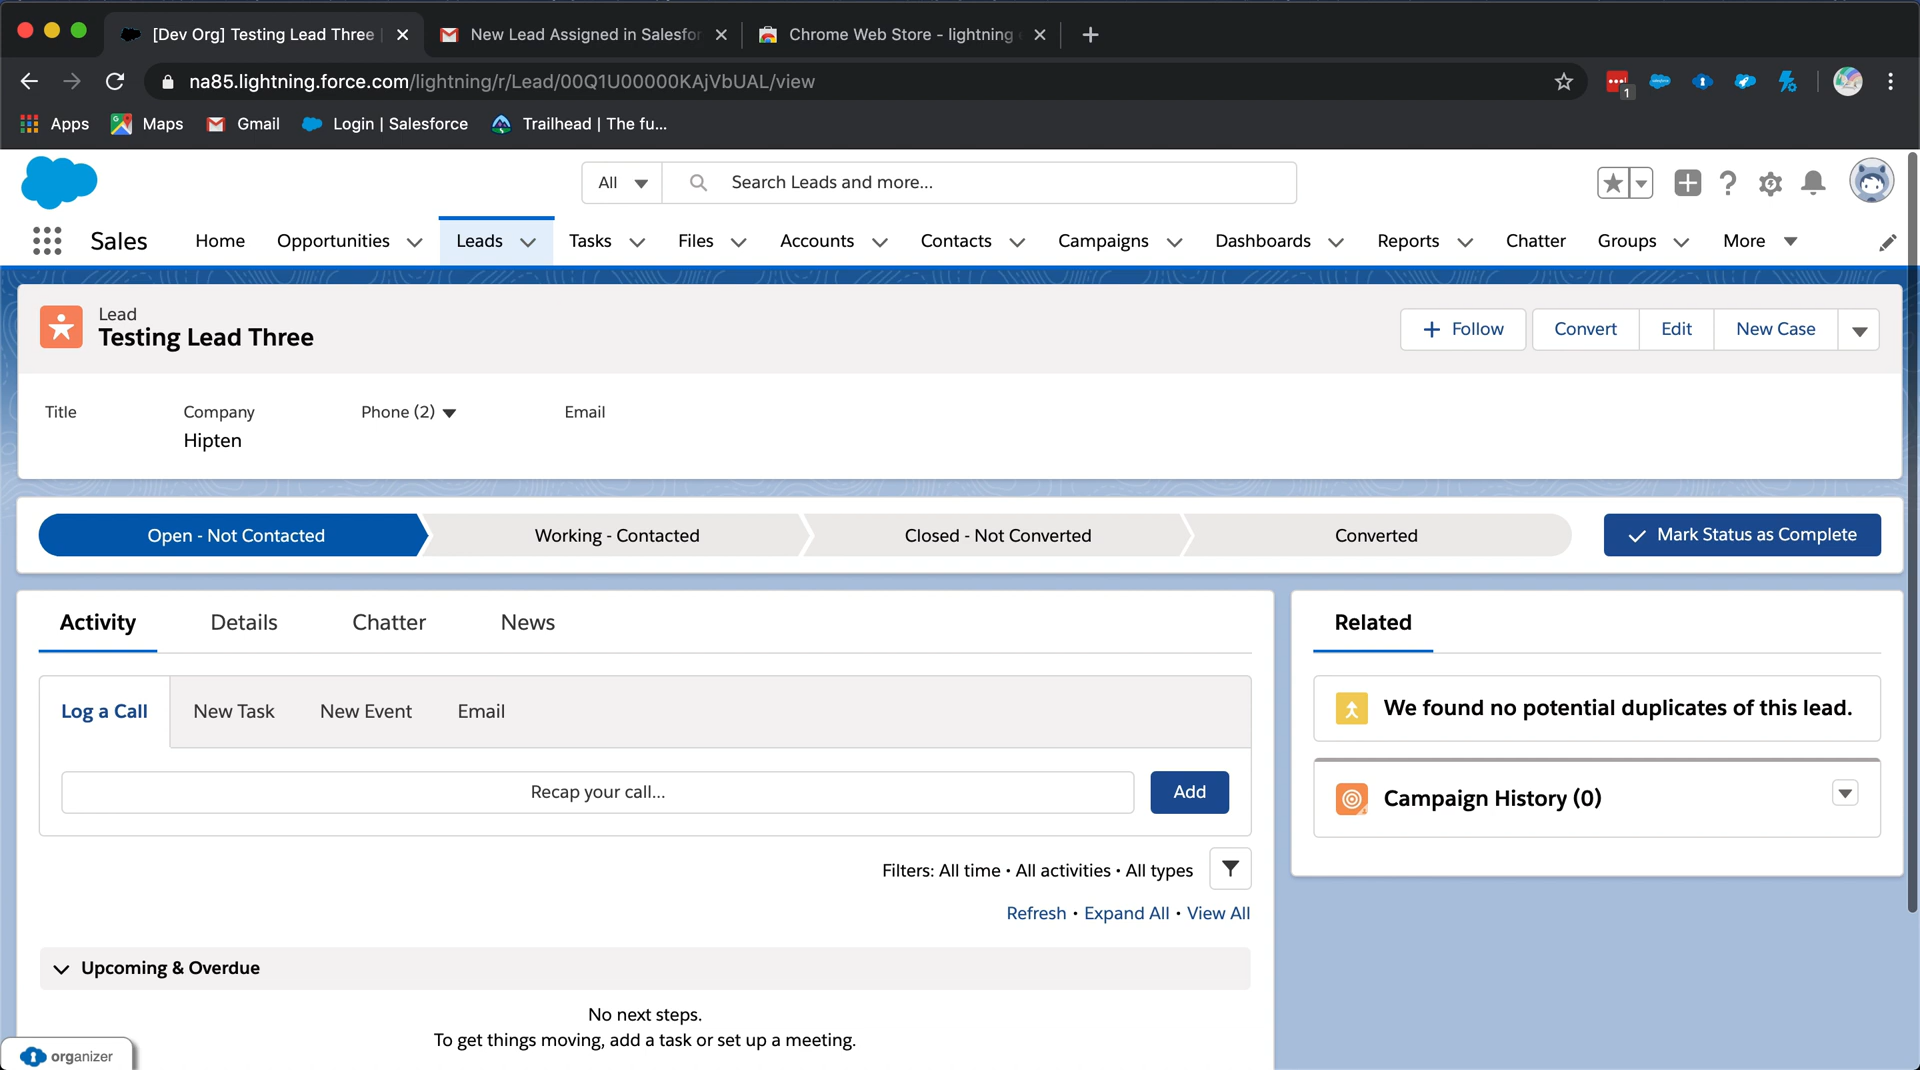 [Dev Org] Testing Lead Three
New Lead Assigned in Salesfor
Chrome Web Store - lightning
na85.lightning.force.com/lightning/r/Lead/00Q1U00000KAjVbUAL/view
1
Apps
Maps
Gmail
Login | Salesforce
Trailhead | The fu...
All
Search Leads and more...
Sales
Home
Opportunities
Leads
Tasks
Files
Accounts
Contacts
Campaigns
Dashboards
Reports
Chatter
Groups
More
Lead
Testing Lead Three
Follow
Convert
Edit
New Case
Title
Company
Phone (2)
Email
Hipten
Open - Not Contacted
Working - Contacted
Closed - Not Converted
Converted
Mark Status as Complete
Activity
Details
Chatter
News
Related
Log a Call
New Task
New Event
Email
We found no potential duplicates of this lead.
Recap your call...
Add
Campaign History (0)
Filters: All time • All activities • All types
Refresh • Expand All • View All
Upcoming & Overdue
No next steps.
To get things moving, add a task or set up a meeting.
organizer